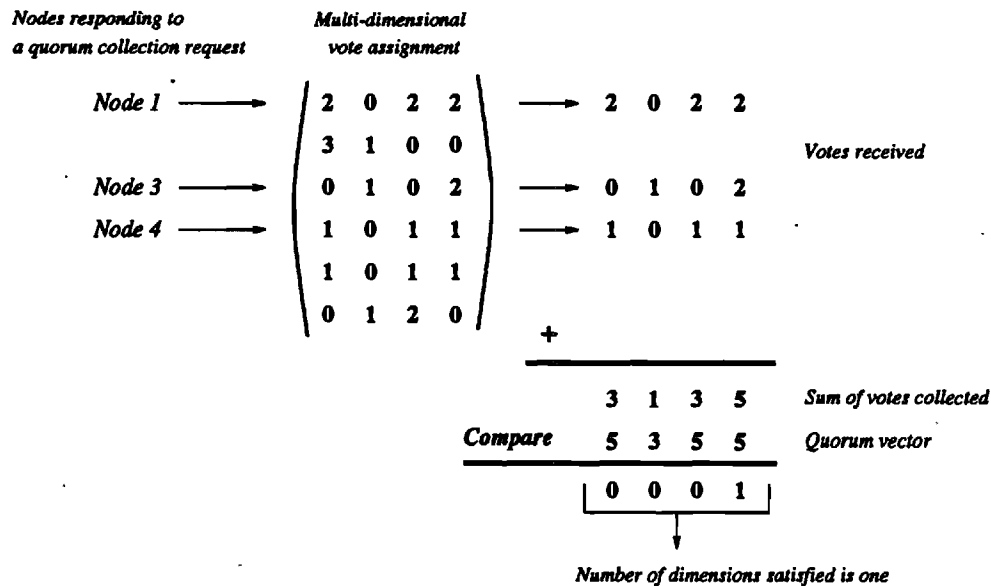 Nodes responding to
a quorum collection request
Multi-dimensional
vote assignment
Node 1 2 0 2 2 2 0 2 2
3 1 0 0 Votes received
Node 3 0 1 0 2 0 1 0 2
Node 4 1 0 1 1 1 0 1 1
1 0 1 1
0 1 2 0
+
3 1 3 5 Sum of votes collected
Compare 5 3 5 5 Quorum vector
0 0 0 1
Number of dimensions satisfied is one